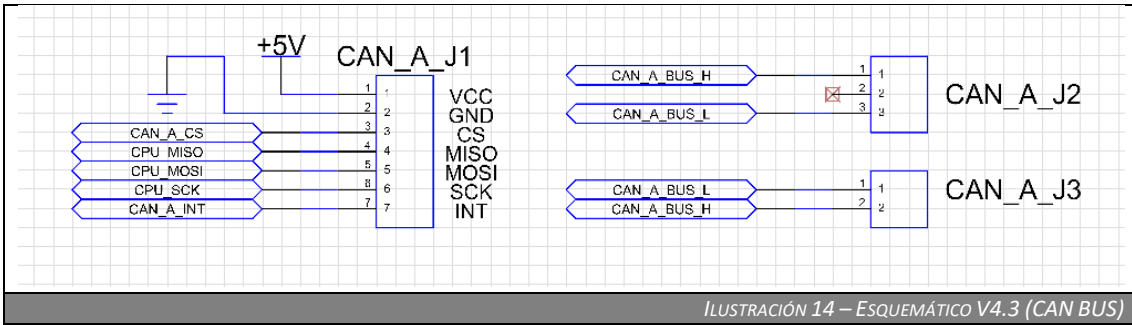 +5V
CAN_A_J1
1 1 VCC
2 2 GND
CAN_A_CS 3 3 CS
CPU_MISO 4 4 MISO
CPU_MOSI 5 5 MOSI
CPU_SCK 6 6 SCK
CAN_A_INT 7 7 INT
CAN_A_BUS_H 1 1
2 2 CAN_A_J2
CAN_A_BUS_L 3 3
CAN_A_BUS_L 1 1 CAN_A_J3
CAN_A_BUS_H 2 2
ILUSTRACIÓN 14 – ESQUEMÁTICO V4.3 (CAN BUS)